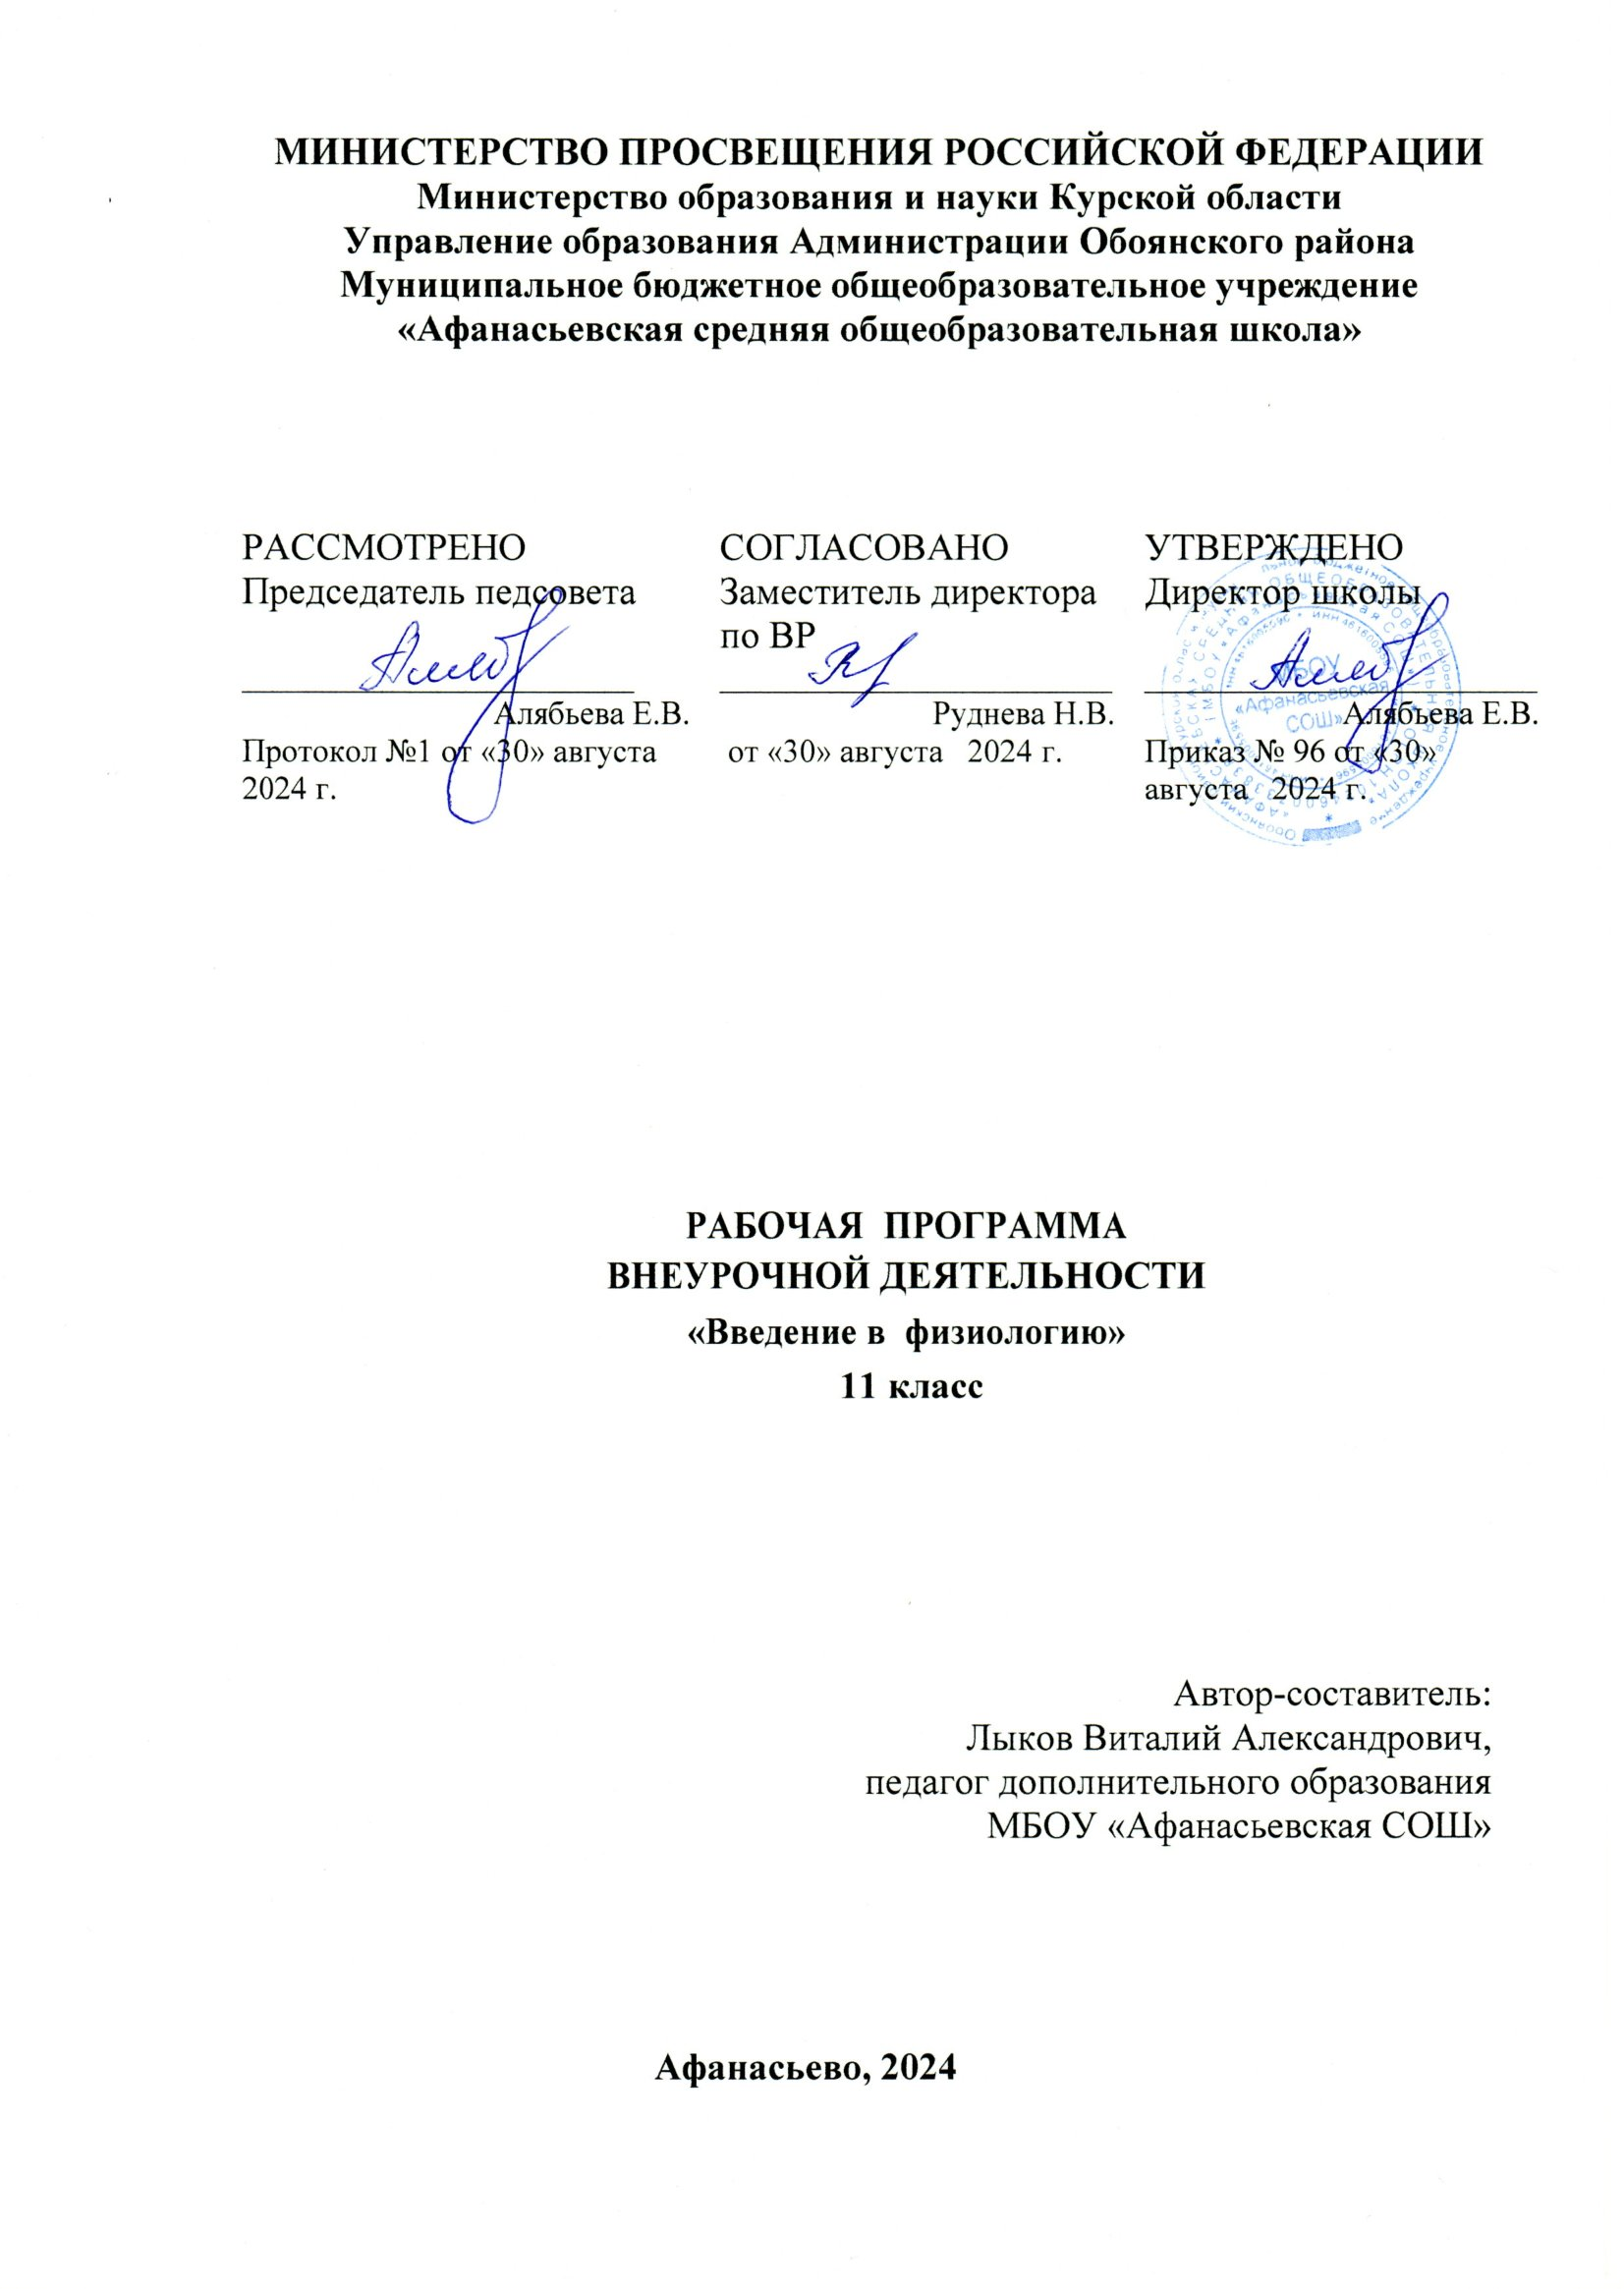 МИНИСТЕРСТВО ПРОСВЕЩЕНИЯ РОССИЙСКОЙ ФЕДЕРАЦИИ
Министерство образования и науки Курской области
Управление образования Администрации Обоянского района
Муниципальное бюджетное общеобразовательное учреждение
«Афанасьевская средняя общеобразовательная школа»
РАССМОТРЕНО
Председатель педсовета
Алябьева Е.В.
Протокол №1 от «30» августа
2024 г.
СОГЛАСОВАНО
Заместитель директора
по ВР
Руднева Н.В.
от «30» августа 2024 г.
УТВЕРЖДЕНО
Директор школы
Алябьева Е.В.
Приказ № 96 от «30»
августа 2024 г.
МБОУ
«Афанасьевская
СОШ»
РАБОЧАЯ ПРОГРАММА
ВНЕУРОЧНОЙ ДЕЯТЕЛЬНОСТИ
«Введение в физиологию»
11 класс
Автор-составитель:
Лыков Виталий Александрович,
педагог дополнительного образования
МБОУ «Афанасьевская СОШ»
Афанасьево, 2024